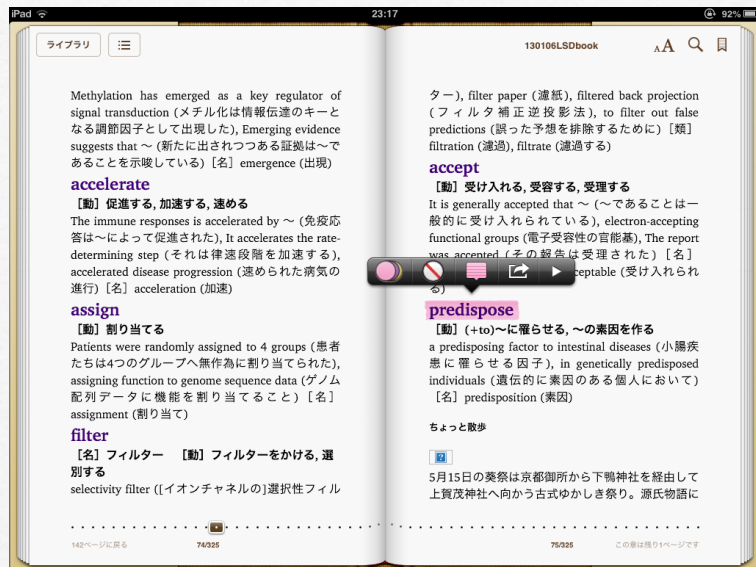 iPad
23:17
92%
ライブラリ
130106LSDbook
AA
Methylation has emerged as a key regulator of
signal transduction (メチル化は情報伝達のキーと
なる調節因子として出現した), Emerging evidence
suggests that ～ (新たに出されつつある証拠は～で
あることを示唆している)［名］emergence (出現)
accelerate
［動］促進する, 加速する, 速める
The immune responses is accelerated by ～ (免疫応
答は～によって促進された), It accelerates the rate-
determining step (それは律速段階を加速する),
accelerated disease progression (速められた病気の
進行)［名］acceleration (加速)
assign
［動］割り当てる
Patients were randomly assigned to 4 groups (患者
たちは4つのグループへ無作為に割り当てられた),
assigning function to genome sequence data (ゲノム
配列データに機能を割り当てること)［名］
assignment (割り当て)
filter
［名］フィルター　［動］フィルターをかける, 選
別する
selectivity filter ([イオンチャネルの]選択性フィル
142ページに戻る
74/325
ター), filter paper (濾紙), filtered back projection
(フィルタ補正逆投影法), to filter out false
predictions (誤った予想を排除するために)［類］
filtration (濾過), filtrate (濾過する)
accept
［動］受け入れる, 受容する, 受理する
It is generally accepted that ～ (～であることは一
般的に受け入れられている), electron-accepting
functional groups (電子受容性の官能基), The report
was accepted (その報告は受理された)［名］
cceptable (受け入れられ
る)
predispose
［動］(+to)～に罹らせる, ～の素因を作る
a predisposing factor to intestinal diseases (小腸疾
患に罹らせる因子), in genetically predisposed
individuals (遺伝的に素因のある個人において)
［名］predisposition (素因)
ちょっと散歩
5月15日の葵祭は京都御所から下鴨神社を経由して
上賀茂神社へ向かう古式ゆかしき祭り。源氏物語に
75/325
この章は残り1ページです